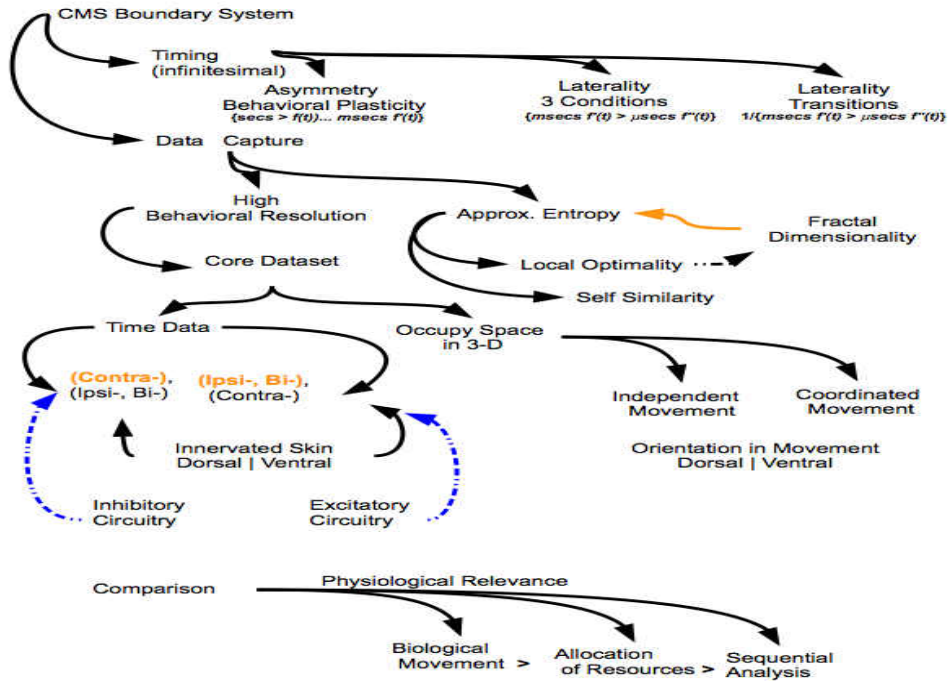 CMS Boundary System
Timing
(infinitesimal)
Asymmetry
Behavioral Plasticity
{secs > f(t))... msecs f'(t)}
Laterality
3 Conditions
{msecs f'(t) > μsecs f''(t)}
Laterality
Transitions
1/{msecs f'(t) > μsecs f''(t)}
Data Capture
High
Behavioral Resolution
Approx. Entropy
Fractal
Dimensionality
Core Dataset
Local Optimality
Self Similarity
Time Data
Occupy Space
in 3-D
(Contra-),
(Ipsi-, Bi-)
(Ipsi-, Bi-),
(Contra-)
Independent
Movement
Coordinated
Movement
Innervated Skin
Dorsal | Ventral
Orientation in Movement
Dorsal | Ventral
Inhibitory
Circuitry
Excitatory
Circuitry
Comparison
Physiological Relevance
Biological
Movement >
Allocation
of Resources >
Sequential
Analysis